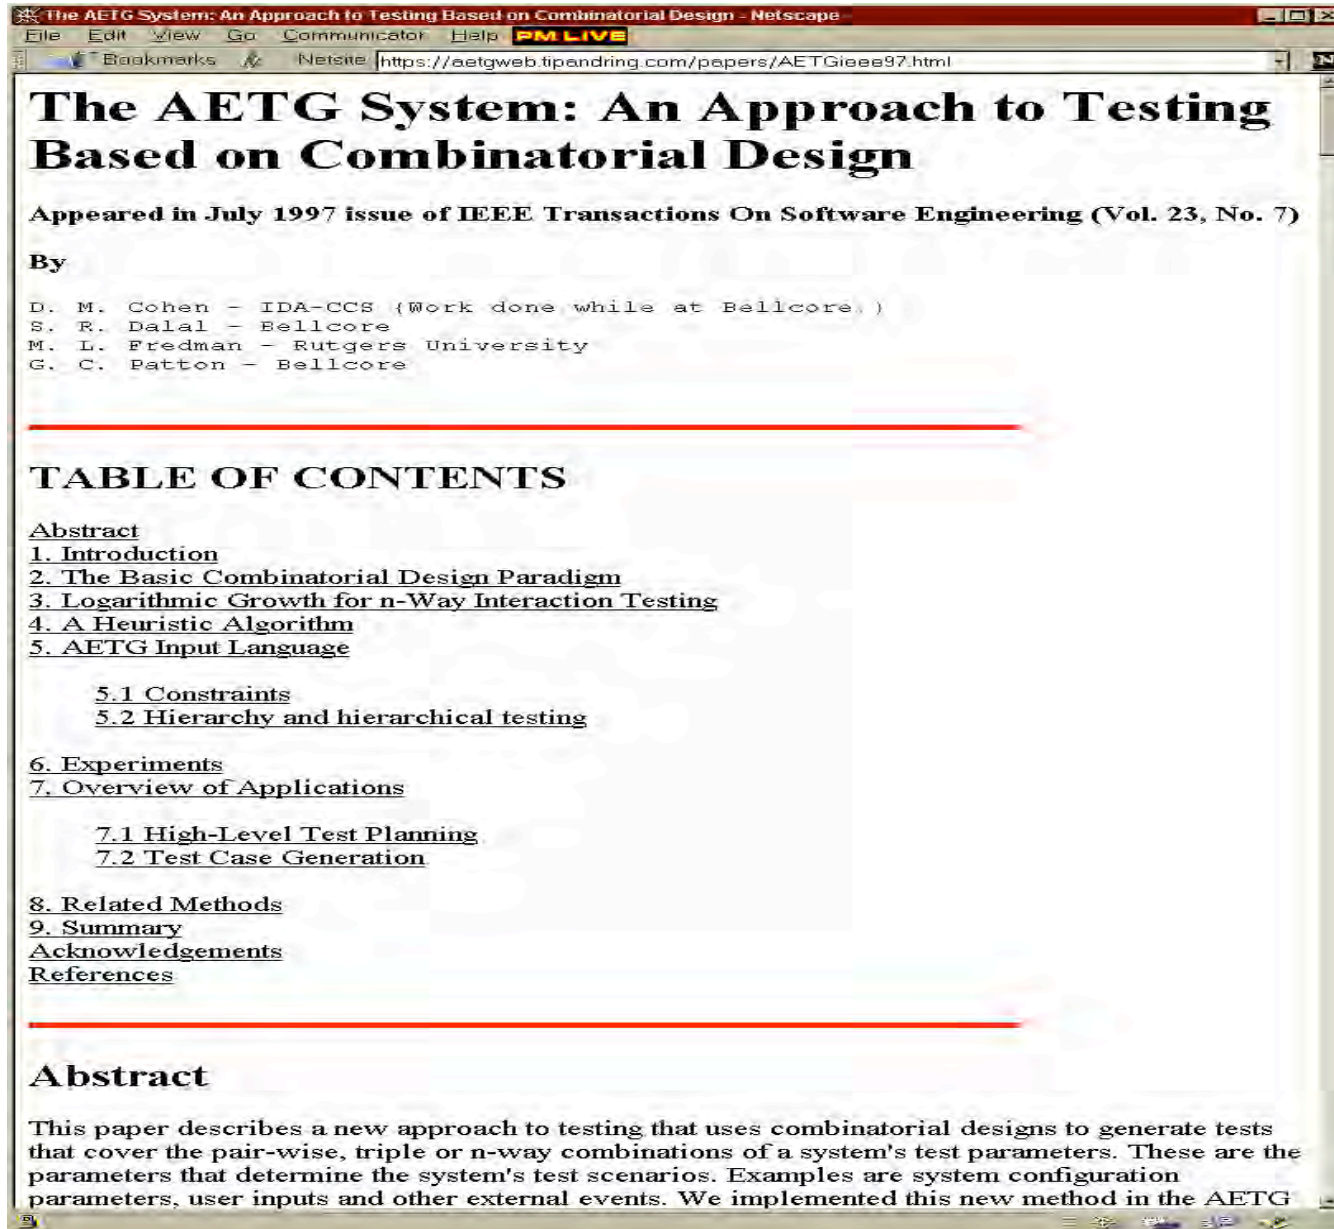 The AETG System: An Approach to Testing Based on Combinatorial Design - Netscape
File Edit View Go Communicator Help PM LIVE
Bookmarks Netsite https://aetgweb.tipandring.com/papers/AETGieee97.html
The AETG System: An Approach to Testing
Based on Combinatorial Design
Appeared in July 1997 issue of IEEE Transactions On Software Engineering (Vol. 23, No. 7)
By
D. M. Cohen - IDA-CCS (Work done while at Bellcore.)
S. R. Dalal - Bellcore
M. L. Fredman - Rutgers University
G. C. Patton - Bellcore
TABLE OF CONTENTS
Abstract
1. Introduction
2. The Basic Combinatorial Design Paradigm
3. Logarithmic Growth for n-Way Interaction Testing
4. A Heuristic Algorithm
5. AETG Input Language
5.1 Constraints
5.2 Hierarchy and hierarchical testing
6. Experiments
7. Overview of Applications
7.1 High-Level Test Planning
7.2 Test Case Generation
8. Related Methods
9. Summary
Acknowledgements
References
Abstract
This paper describes a new approach to testing that uses combinatorial designs to generate tests
that cover the pair-wise, triple or n-way combinations of a system's test parameters. These are the
parameters that determine the system's test scenarios. Examples are system configuration
parameters, user inputs and other external events. We implemented this new method in the AETG